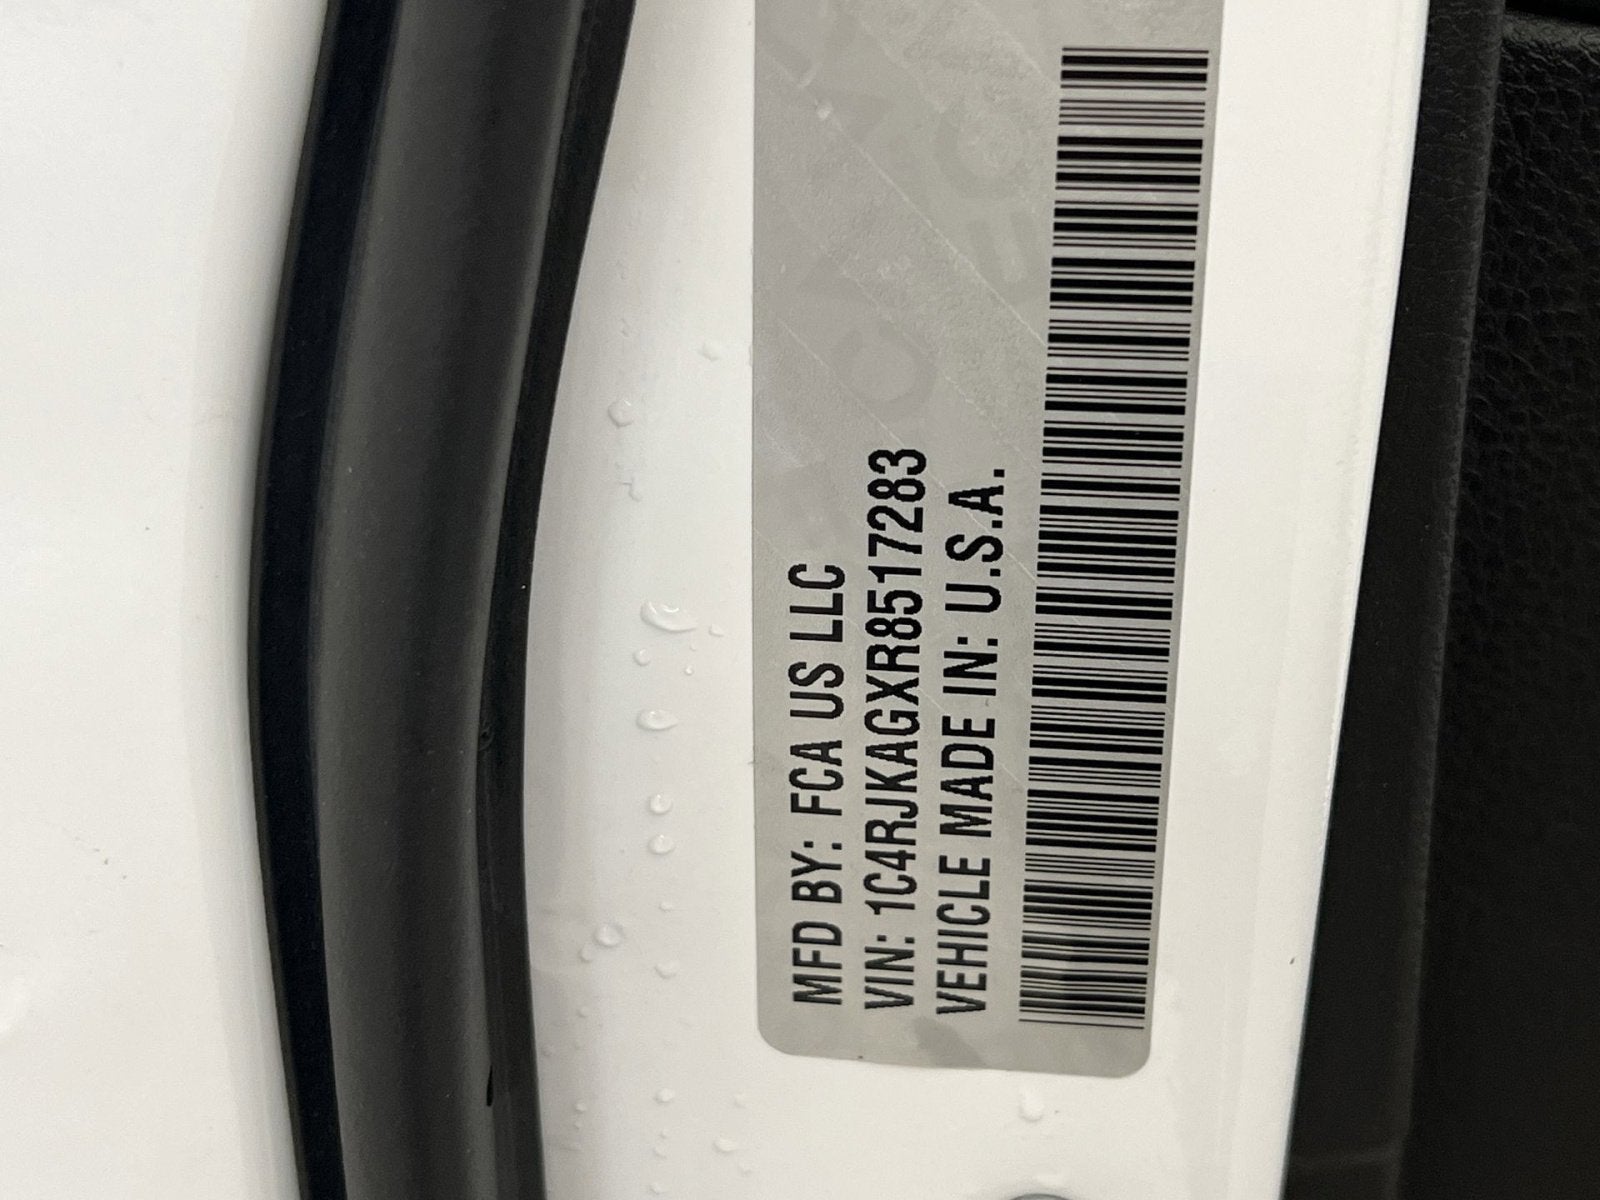 MFD BY: FCA US LLC
VIN: 1C4RJKAGXR8517283
VEHICLE MADE IN: U.S.A.